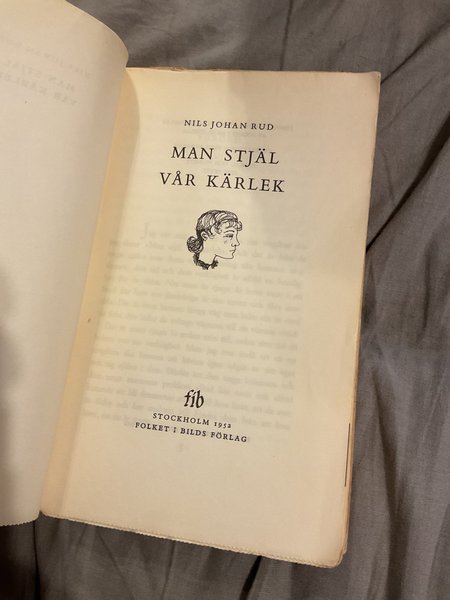 NILS JOHAN RUD
MAN STJÄL
VÅR KÄRLEK
fib
STOCKHOLM 1952
FOLKET I BILDS FÖRLAG